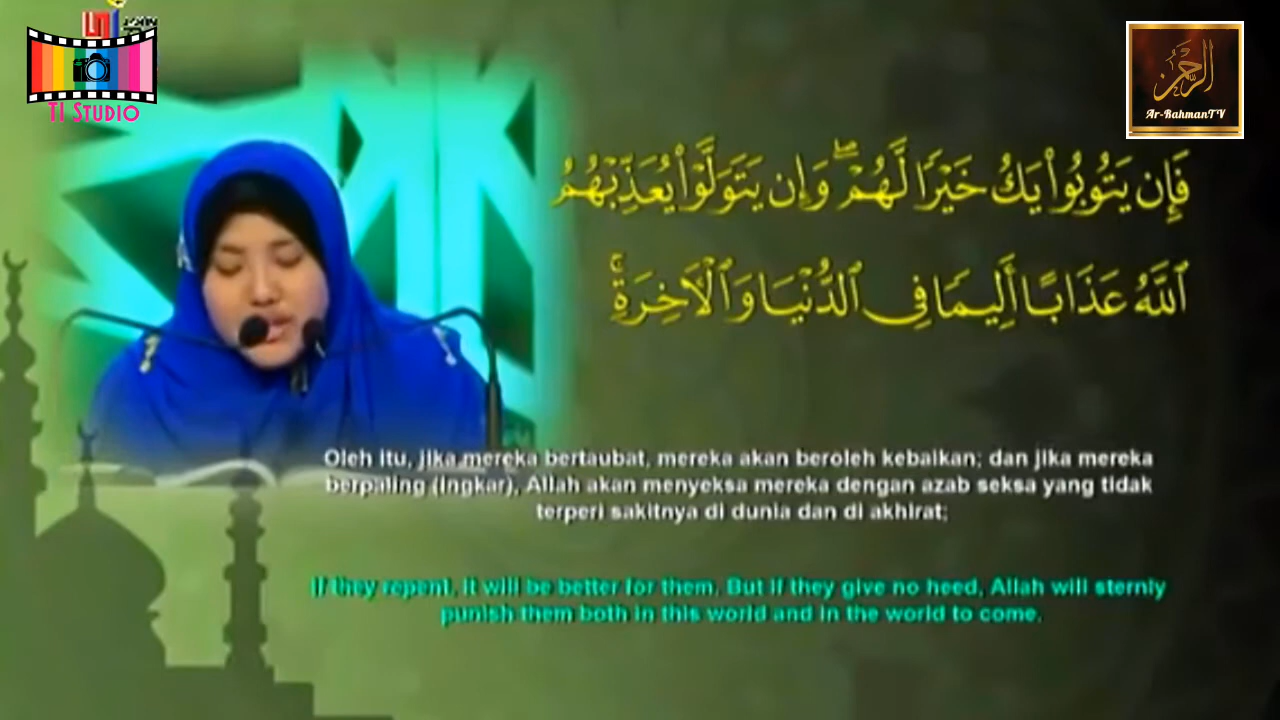 TI STUDIO
الرحمن
Ar-RahmanTV
فَإِن يَتُوبُوا۟ يَكُ خَيْرًا لَّهُمْ ۖ وَإِن يَتَوَلَّوْا۟ يُعَذِّبْهُمُ
ٱللَّهُ عَذَابًا أَلِيمًا فِى ٱلدُّنْيَا وَٱلْـَٔاخِرَةِ ۚ
Oleh itu, jika mereka bertaubat, mereka akan beroleh kebaikan; dan jika mereka
berpaling (ingkar), Allah akan menyeksa mereka dengan azab seksa yang tidak
terperi sakitnya di dunia dan di akhirat;
If they repent, it will be better for them. But if they give no heed, Allah will sternly
punish them both in this world and in the world to come.